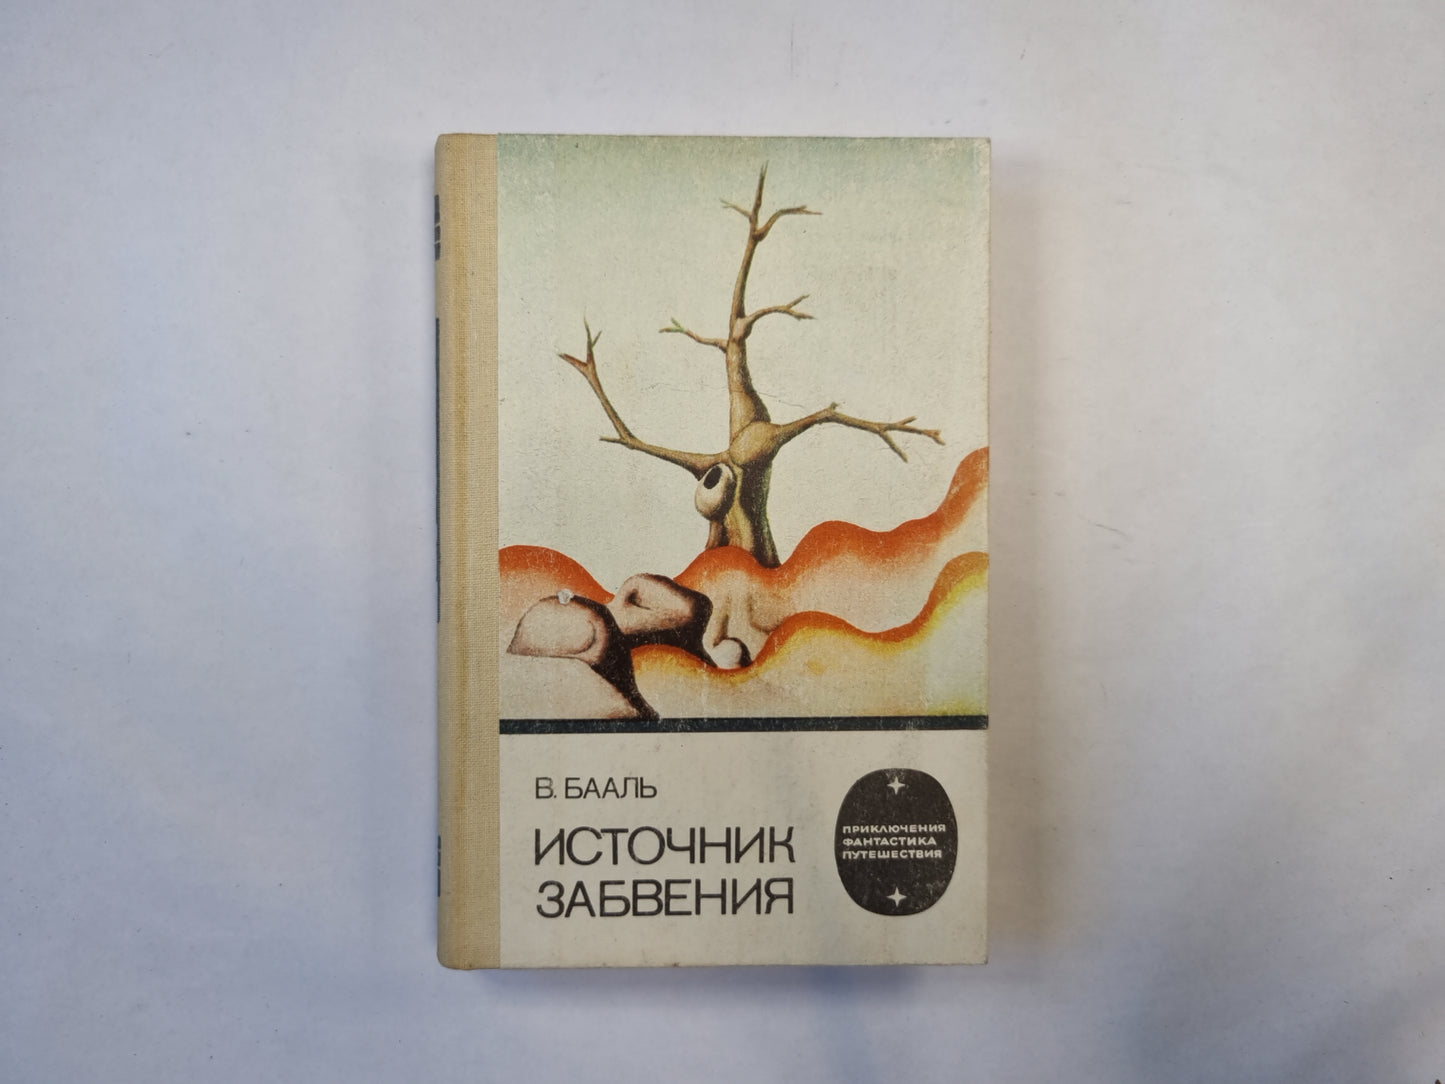 В. БААЛЬ
ИСТОЧНИК
ЗАБВЕНИЯ
ПРИКЛЮЧЕНИЯ
ФАНТАСТИКА
ПУТЕШЕСТВИЯ